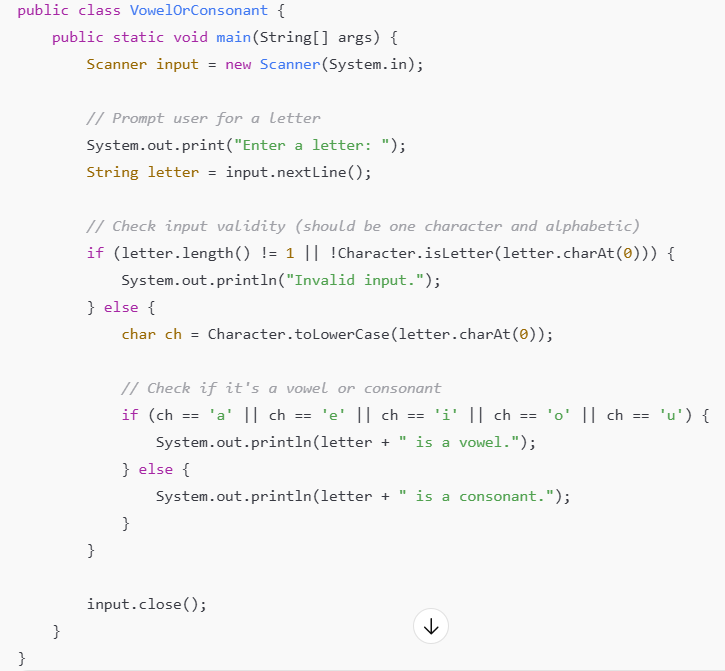 public class VowelOrConsonant {
    public static void main(String[] args) {
        Scanner input = new Scanner(System.in);

        // Prompt user for a letter
        System.out.print("Enter a letter: ");
        String letter = input.nextLine();

        // Check input validity (should be one character and alphabetic)
        if (letter.length() != 1 || !Character.isLetter(letter.charAt(0))) {
            System.out.println("Invalid input.");
        } else {
            char ch = Character.toLowerCase(letter.charAt(0));

            // Check if it's a vowel or consonant
            if (ch == 'a' || ch == 'e' || ch == 'i' || ch == 'o' || ch == 'u') {
                System.out.println(letter + " is a vowel.");
            } else {
                System.out.println(letter + " is a consonant.");
            }
        }

        input.close();
    }
}